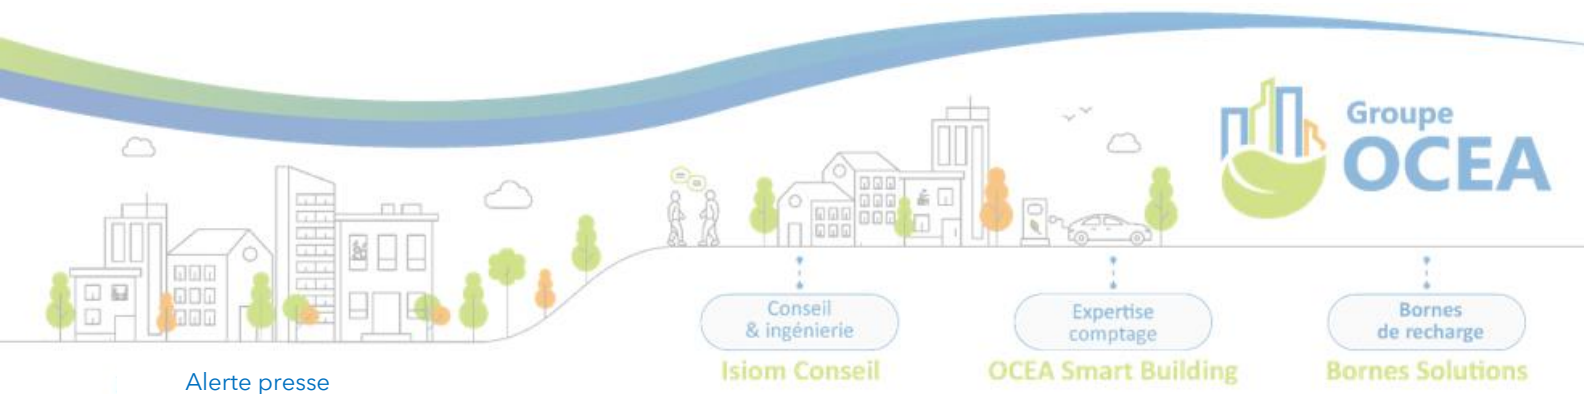 Groupe
OCEA
Conseil
& ingénierie
Expertise
comptage
Bornes
de recharge
Isiom Conseil
OCEA Smart Building
Bornes Solutions
Alerte presse